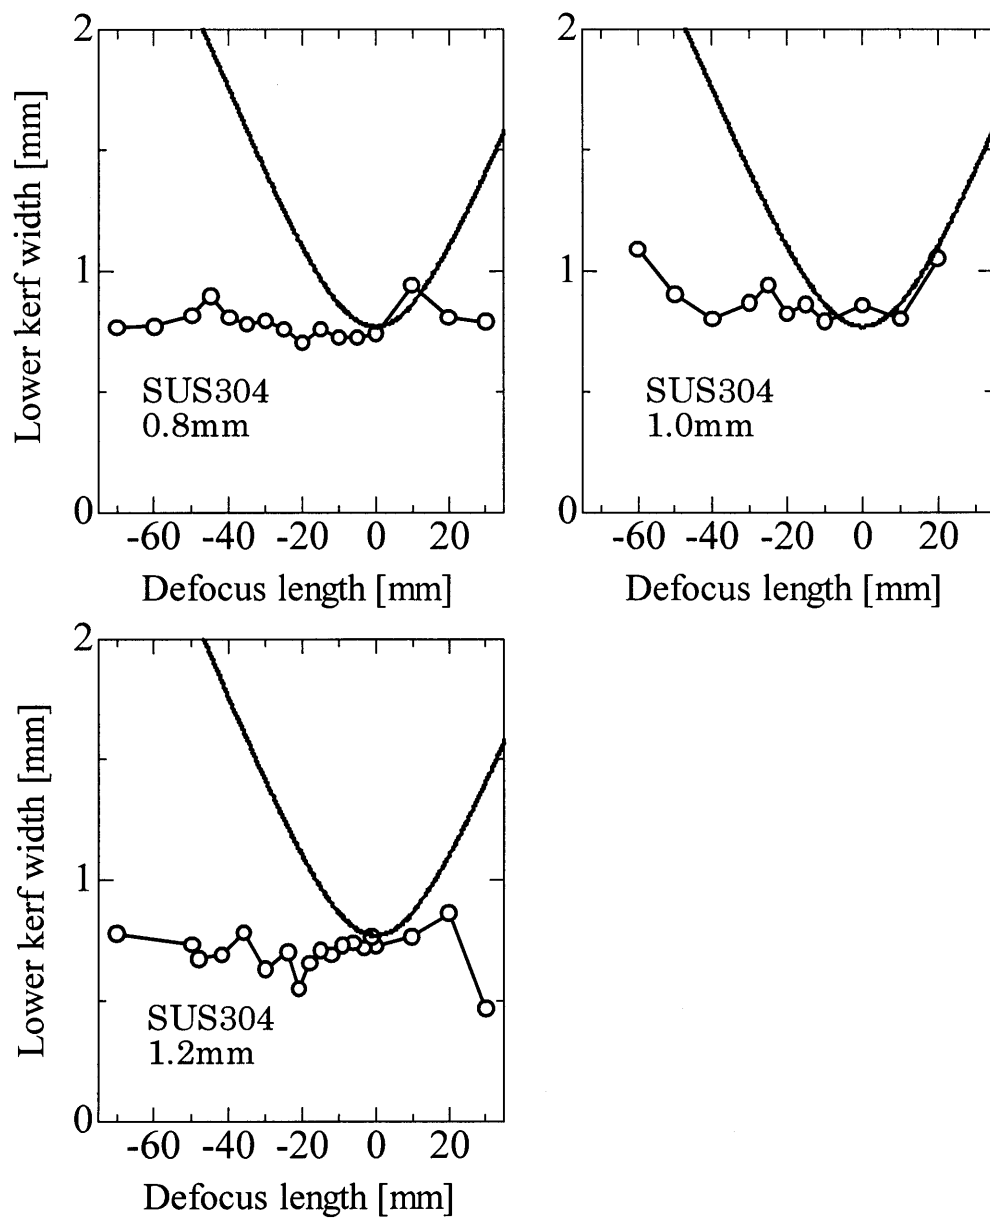 Lower kerf width [mm]
2
1
0
SUS304
0.8mm
-60 -40 -20 0 20
Defocus length [mm]
2
1
0
SUS304
1.0mm
-60 -40 -20 0 20
Defocus length [mm]
Lower kerf width [mm]
2
1
0
SUS304
1.2mm
-60 -40 -20 0 20
Defocus length [mm]